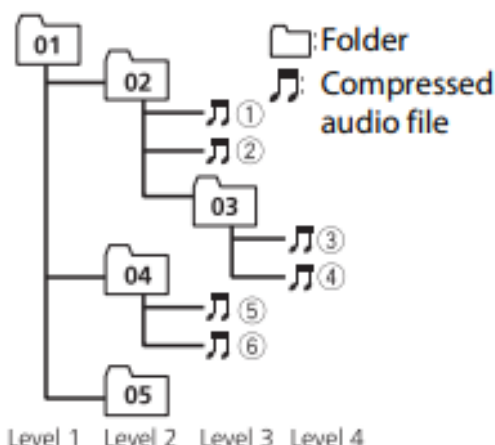 01
:Folder
02
: Compressed
audio file
①
②
03
③
④
04
⑤
⑥
05
Level 1 Level 2 Level 3 Level 4